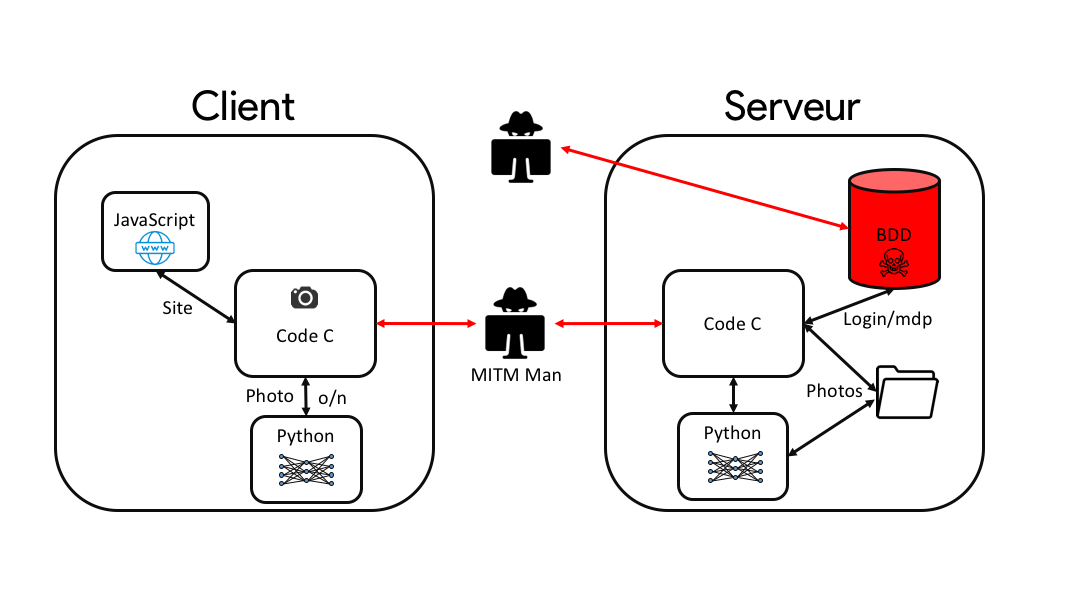 Client
Serveur
JavaScript
www
Site
Code C
Photo
o/n
Python
MITM Man
BDD
Code C
Login/mdp
Photos
Python